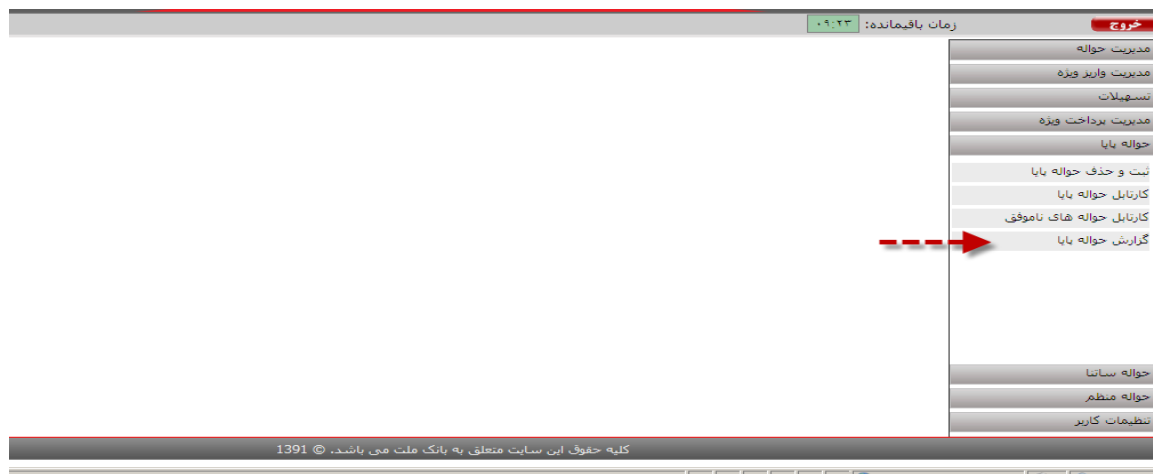 خروج
زمان باقیمانده: ۰۹:۲۳
مدیریت حواله
مدیریت واریز ویژه
تسهیلات
مدیریت پرداخت ویژه
حواله پایا
ثبت و حذف حواله پایا
کارتابل حواله پایا
کارتابل حواله های ناموفق
گزارش حواله پایا
حواله ساتنا
حواله منظم
تنظیمات کاربر
کلیه حقوق این سایت متعلق به بانک ملت می باشد. © 1391